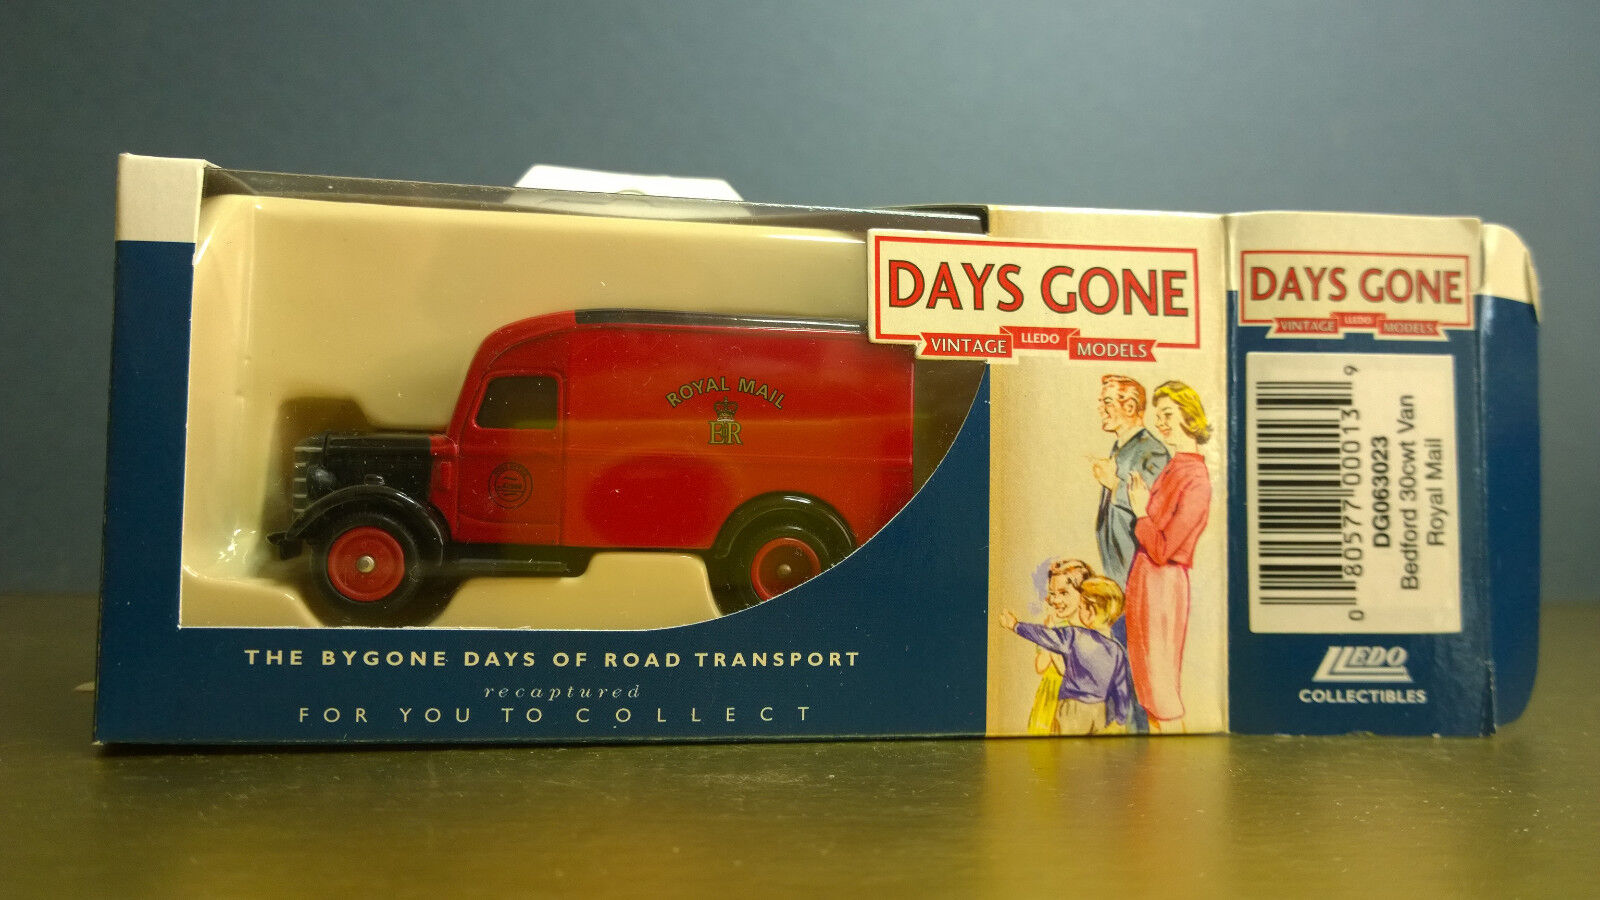 ROYAL MAIL
E II R
THE BYGONE DAYS OF ROAD TRANSPORT
recaptured
FOR YOU TO COLLECT
DAYS GONE
VINTAGE LLEDO MODELS
DAYS GONE
VINTAGE LLEDO MODELS
0 80577 00013 9
DG063023
Bedford 30cwt Van
Royal Mail
LLEDO
COLLECTIBLES